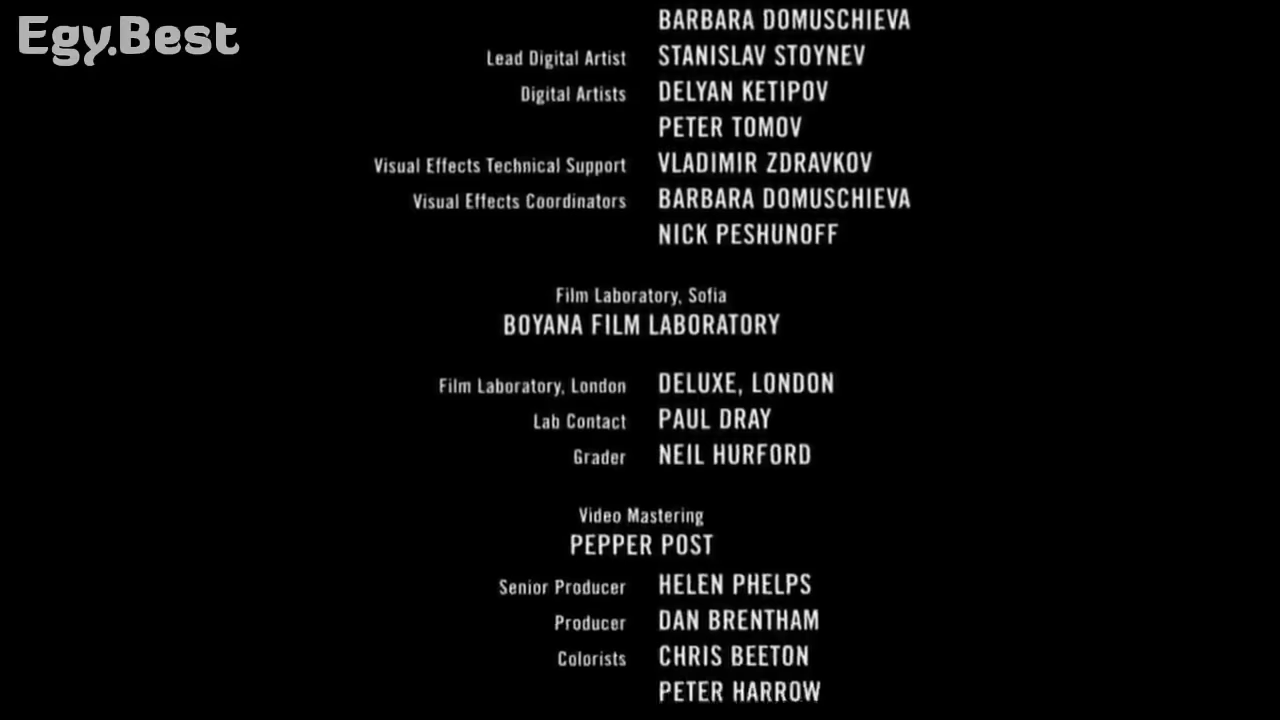 Egy.Best
BARBARA DOMUSCHIEVA
Lead Digital Artist STANISLAV STOYNEV
Digital Artists DELYAN KETIPOV
PETER TOMOV
Visual Effects Technical Support VLADIMIR ZDRAVKOV
Visual Effects Coordinators BARBARA DOMUSCHIEVA
NICK PESHUNOFF
Film Laboratory, Sofia
BOYANA FILM LABORATORY
Film Laboratory, London DELUXE, LONDON
Lab Contact PAUL DRAY
Grader NEIL HURFORD
Video Mastering
PEPPER POST
Senior Producer HELEN PHELPS
Producer DAN BRENTHAM
Colorists CHRIS BEETON
PETER HARROW